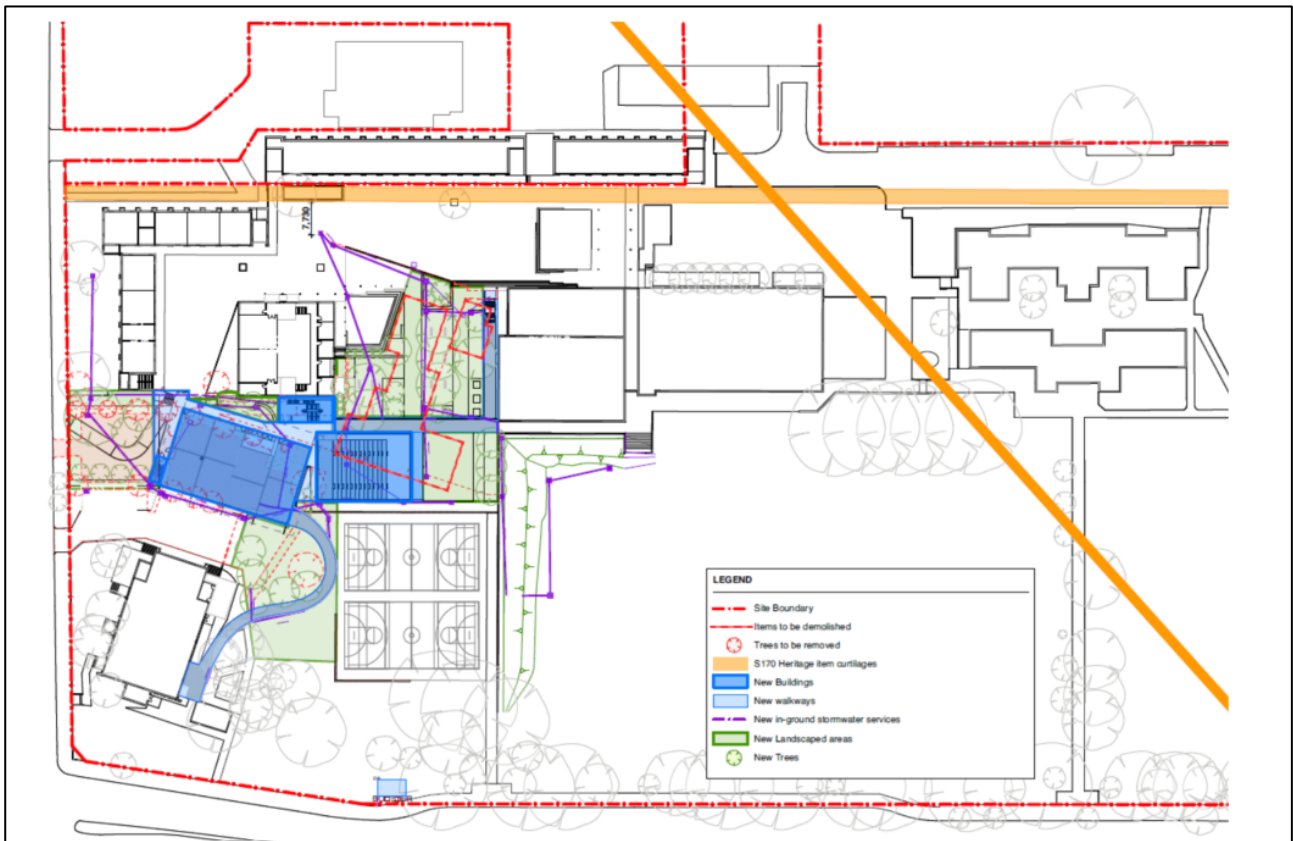 7,730
LEGEND
Site Boundary
Items to be demolished
Trees to be removed
S170 Heritage item curtilages
New Buildings
New walkways
New in-ground stormwater services
New Landscaped areas
New Trees